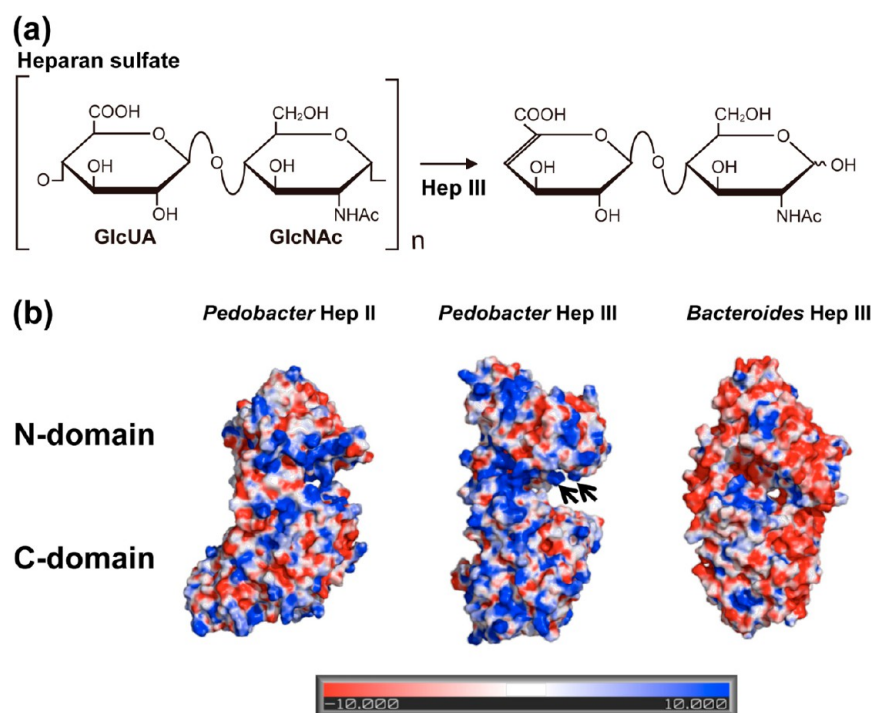 (a)
Heparan sulfate
COOH
O
OH
O
OH
O
CH₂OH
O
OH
NHAc
GlcUA
GlcNAc
n
Hep III
COOH
O
OH
OH
O
CH₂OH
O
OH
OH
NHAc
(b)
Pedobacter Hep II
Pedobacter Hep III
Bacteroides Hep III
N-domain
C-domain
−10.000
10.000